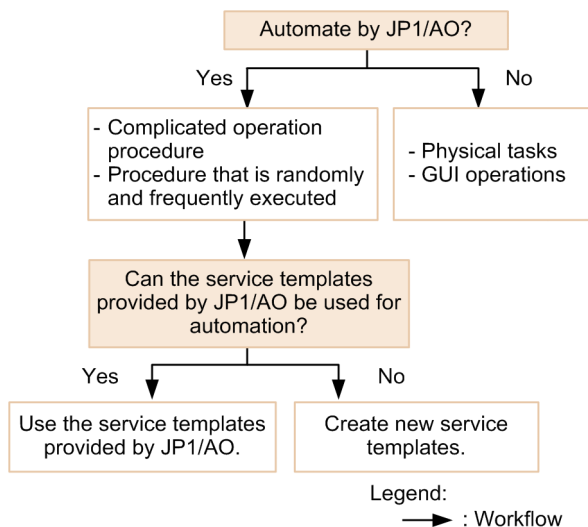 Automate by JP1/AO?
Yes
No
- Complicated operation
procedure
- Procedure that is randomly
and frequently executed
- Physical tasks
- GUI operations
Can the service templates
provided by JP1/AO be used for
automation?
Yes
No
Use the service templates
provided by JP1/AO.
Create new service
templates.
Legend:
: Workflow